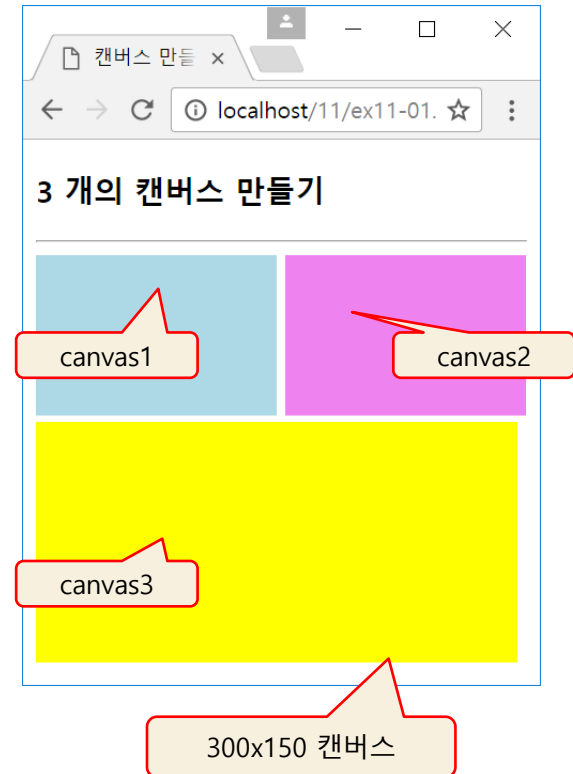 캔버스 만들
localhost/11/ex11-01.
3 개의 캔버스 만들기
canvas1
canvas2
canvas3
300x150 캔버스